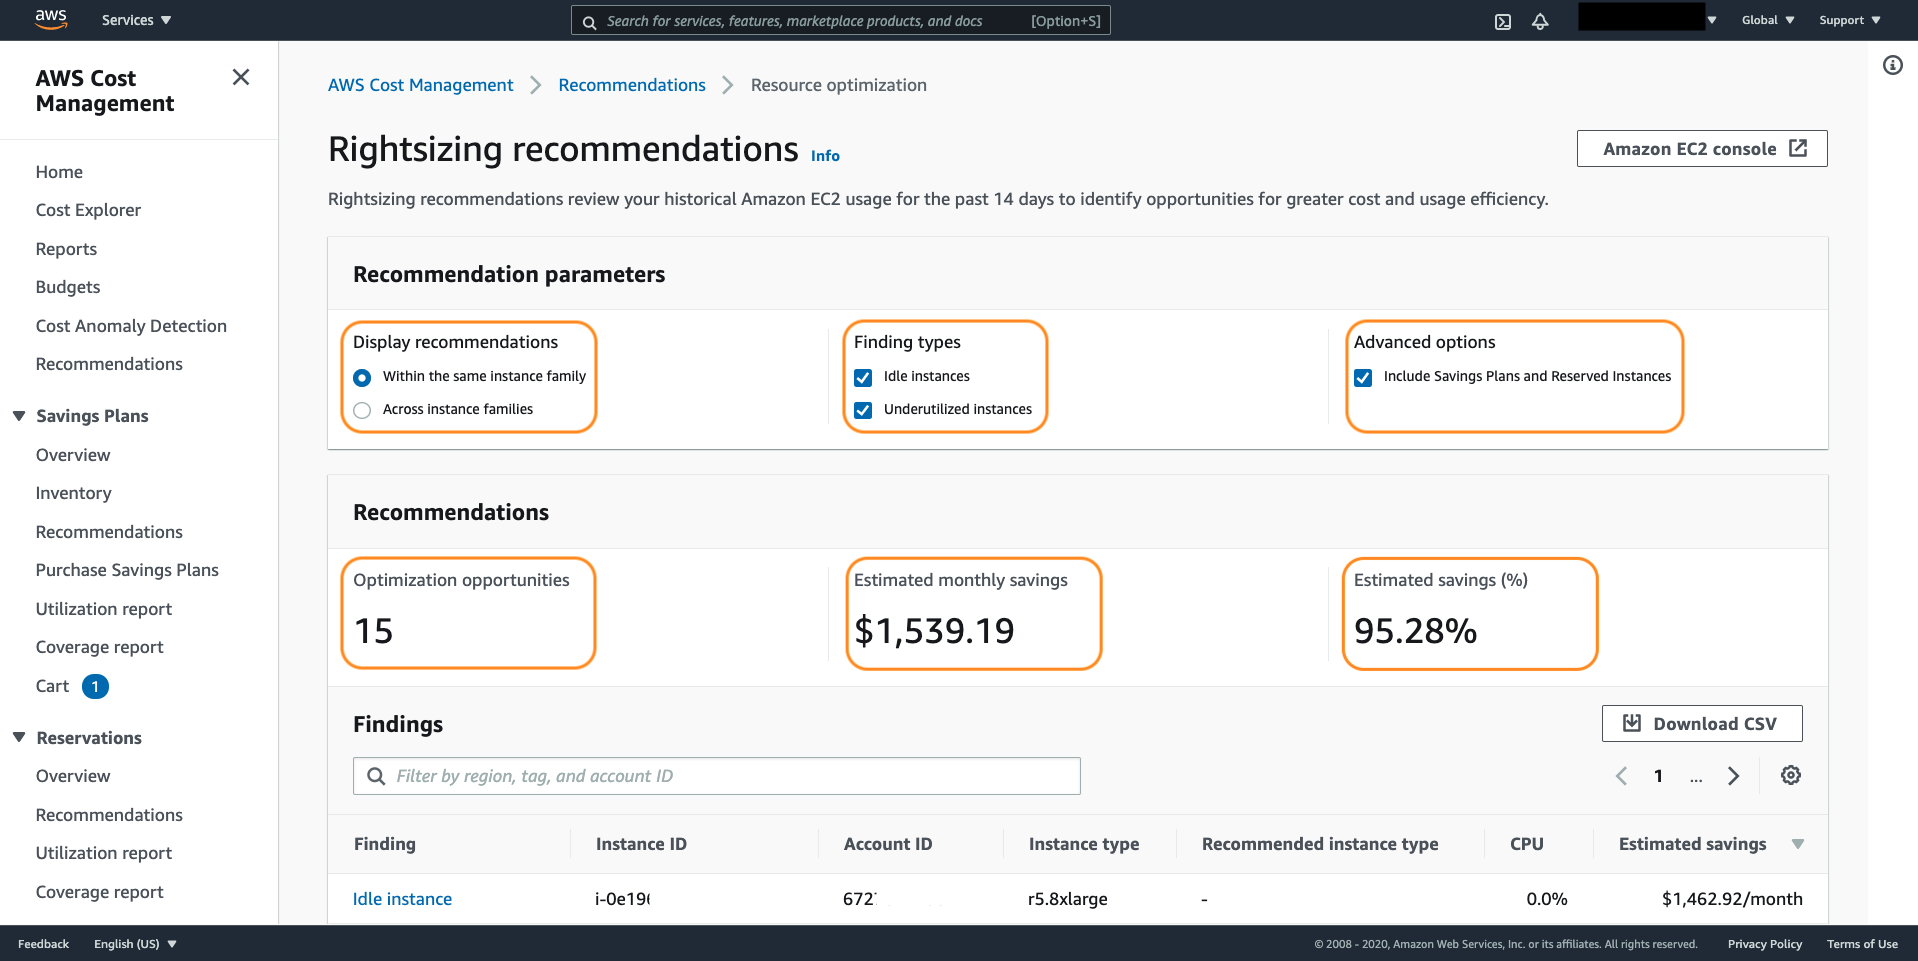 aws Services Search for services, features, marketplace products, and docs [Option+S] Global Support
AWS Cost
Management
Home
Cost Explorer
Reports
Budgets
Cost Anomaly Detection
Recommendations
Savings Plans
Overview
Inventory
Recommendations
Purchase Savings Plans
Utilization report
Coverage report
Cart 1
Reservations
Overview
Recommendations
Utilization report
Coverage report
AWS Cost Management Recommendations Resource optimization
Rightsizing recommendations Info
Amazon EC2 console
Rightsizing recommendations review your historical Amazon EC2 usage for the past 14 days to identify opportunities for greater cost and usage efficiency.
Recommendation parameters
Display recommendations
Within the same instance family
Across instance families
Finding types
Idle instances
Underutilized instances
Advanced options
Include Savings Plans and Reserved Instances
Recommendations
Optimization opportunities
15
Estimated monthly savings
$1,539.19
Estimated savings (%)
95.28%
Findings
Download CSV
Filter by region, tag, and account ID
1 ...
Finding Instance ID Account ID Instance type Recommended instance type CPU Estimated savings
Idle instance i-0e19 672 r5.8xlarge - 0.0% $1,462.92/month
Feedback English (US) © 2008 - 2020, Amazon Web Services, Inc. or its affiliates. All rights reserved. Privacy Policy Terms of Use